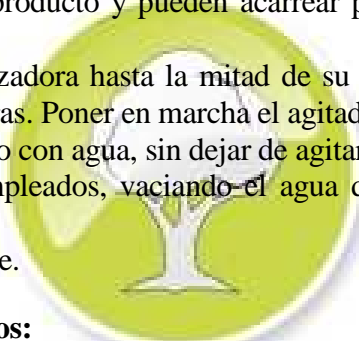 producto y pueden acarrear p
zadora hasta la mitad de su
as. Poner en marcha el agitad
o con agua, sin dejar de agitar
mpleados, vaciando el agua d
e.
os: